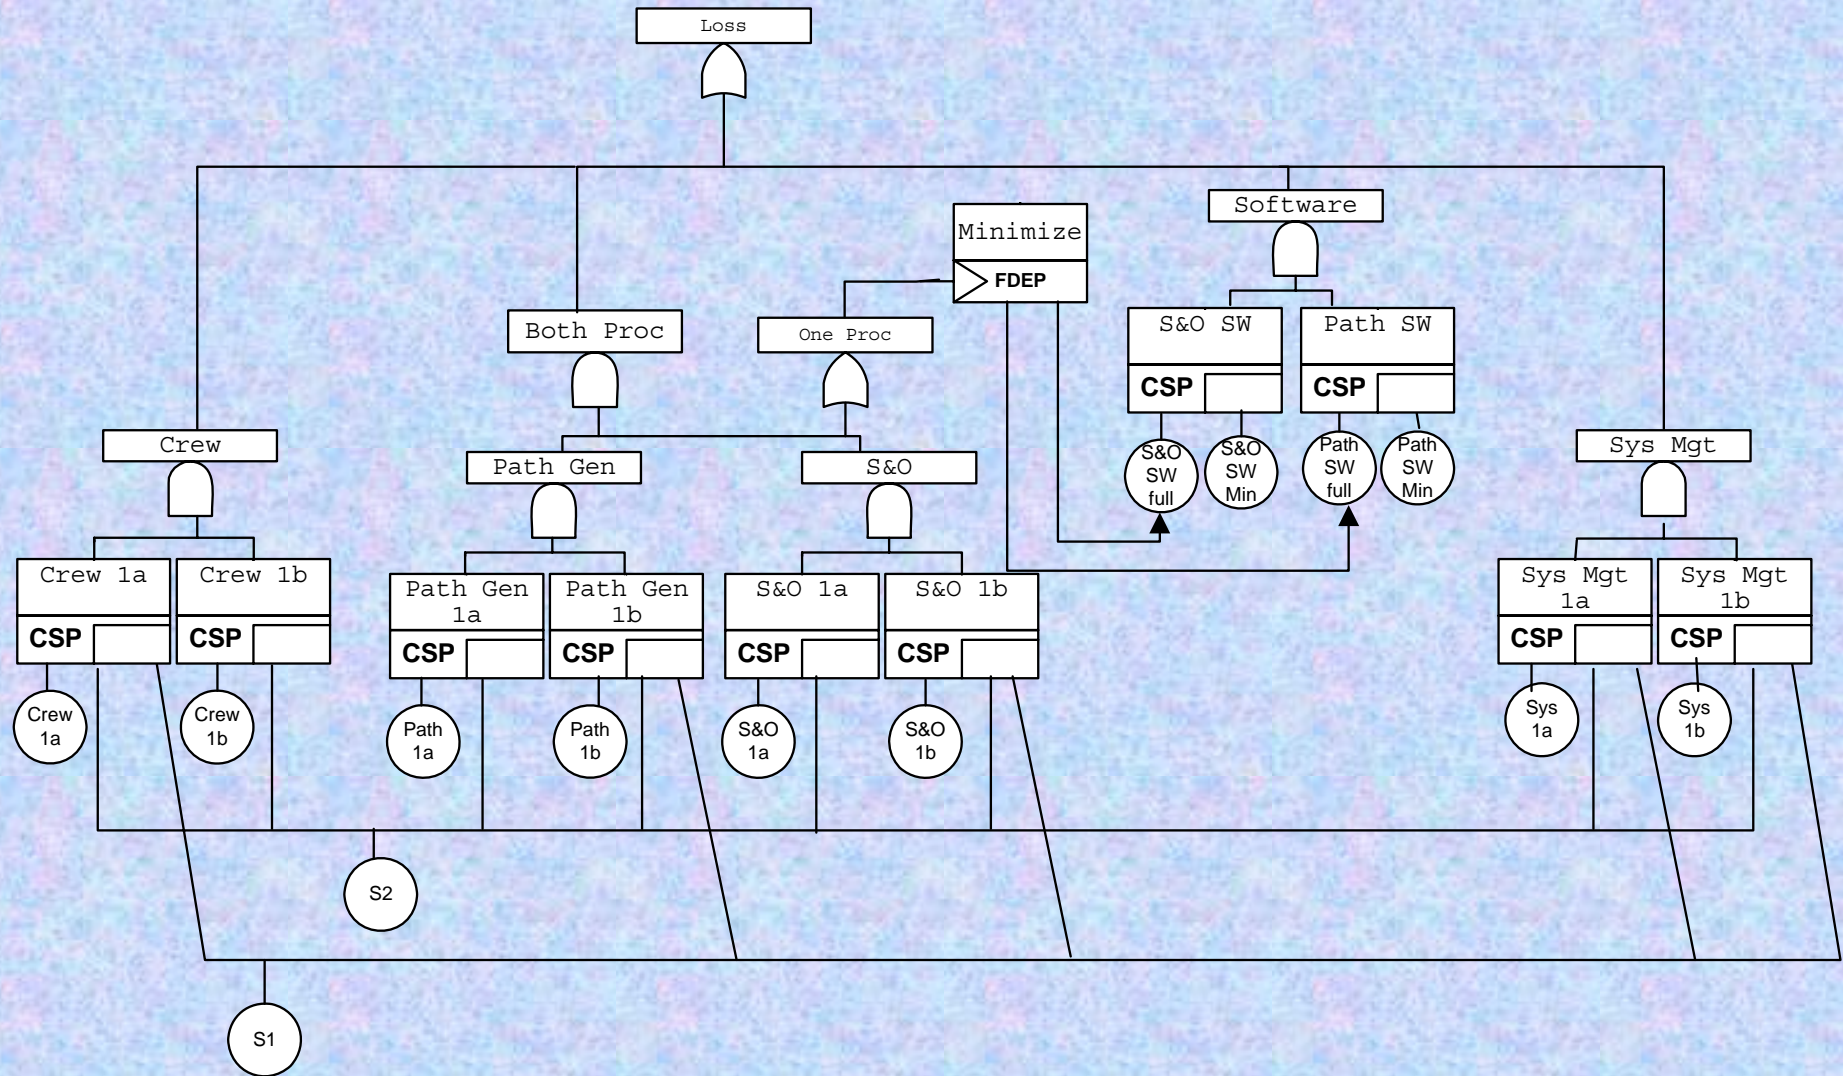 Loss
Minimize
FDEP
Software
Both Proc
One Proc
S&O SW
Path SW
CSP
CSP
Crew
Path Gen
S&O
S&O
SW
full
S&O
SW
Min
Path
SW
full
Path
SW
Min
Sys Mgt
Crew 1a
Crew 1b
CSP
CSP
Path Gen
1a
Path Gen
1b
S&O 1a
S&O 1b
CSP
CSP
CSP
CSP
Sys Mgt
1a
Sys Mgt
1b
CSP
CSP
Crew
1a
Crew
1b
Path
1a
Path
1b
S&O
1a
S&O
1b
Sys
1a
Sys
1b
S2
S1